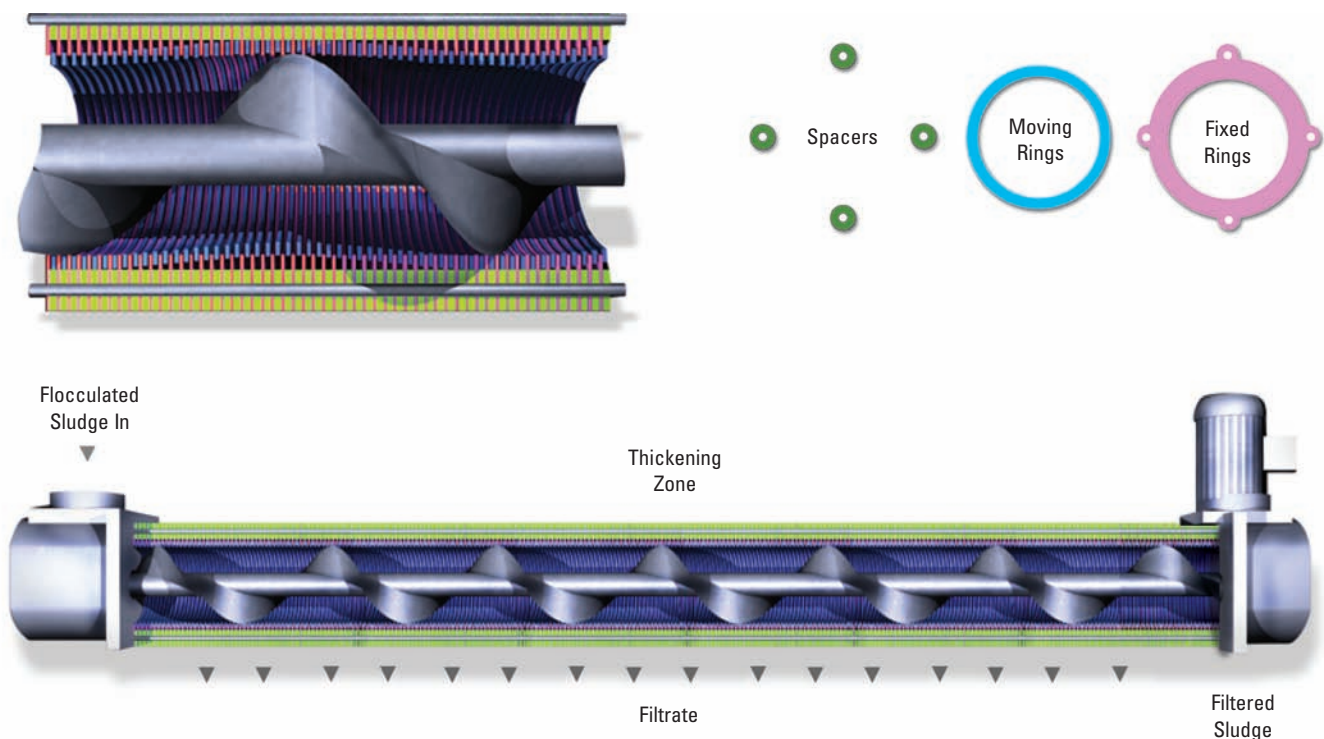 Spacers
Moving
Rings
Fixed
Rings
Flocculated
Sludge In
Thickening
Zone
Filtrate
Filtered
Sludge